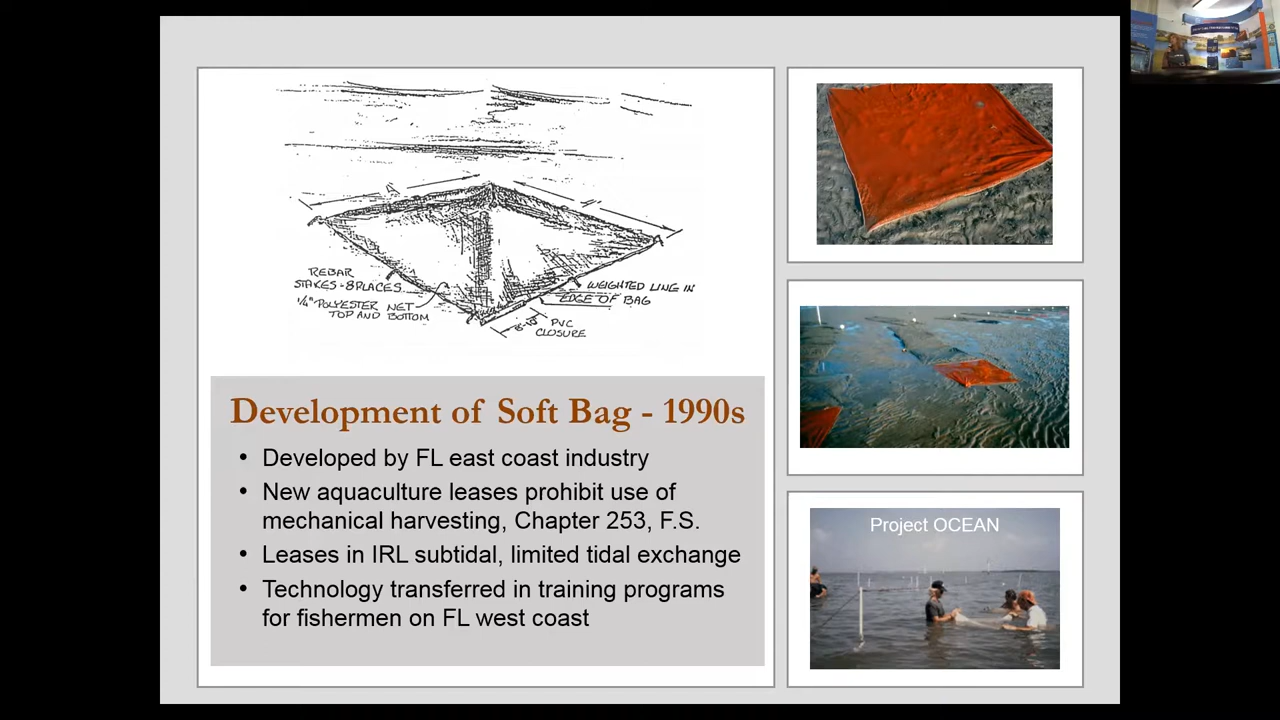 REBAR
STAKES - 8 PLACES
1/4" POLYESTER NET
TOP AND BOTTOM
WEIGHTED LINE IN
EDGE OF BAG
PVC
CLOSURE
Development of Soft Bag - 1990s
• Developed by FL east coast industry
• New aquaculture leases prohibit use of
mechanical harvesting, Chapter 253, F.S.
• Leases in IRL subtidal, limited tidal exchange
• Technology transferred in training programs
for fishermen on FL west coast
Project OCEAN